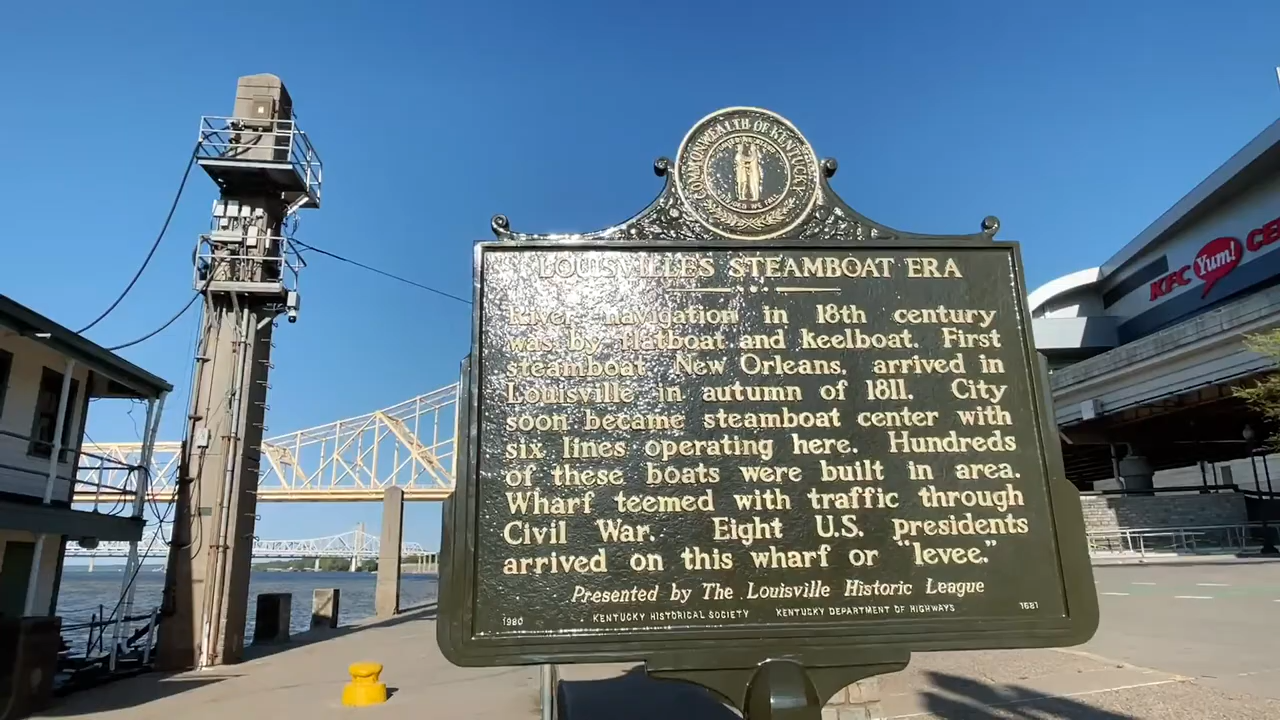 COMMONWEALTH OF KENTUCKY
LOUISVILLE'S STEAMBOAT ERA
River navigation in 18th century
was by flatboat and keelboat. First
steamboat New Orleans, arrived in
Louisville in autumn of 1811. City
soon became steamboat center with
six lines operating here. Hundreds
of these boats were built in area.
Wharf teemed with traffic through
Civil War. Eight U.S. presidents
arrived on this wharf or "levee."
Presented by The Louisville Historic League
1980 KENTUCKY HISTORICAL SOCIETY KENTUCKY DEPARTMENT OF HIGHWAYS 1681
KFC Yum! CE